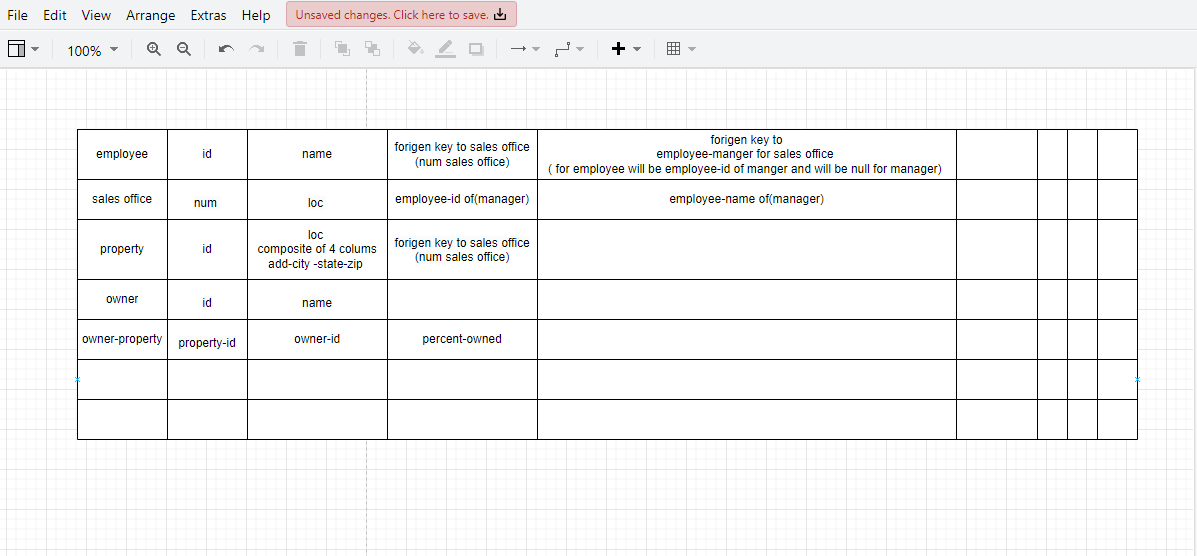 File Edit View Arrange Extras Help Unsaved changes. Click here to save.
100%
employee id name forigen key to sales office
(num sales office)
forigen key to
employee-manger for sales office
( for employee will be employee-id of manger and will be null for manager)
sales office num loc employee-id of(manager) employee-name of(manager)
property id loc
composite of 4 colums
add-city -state-zip
forigen key to sales office
(num sales office)
owner id name
owner-property property-id owner-id percent-owned